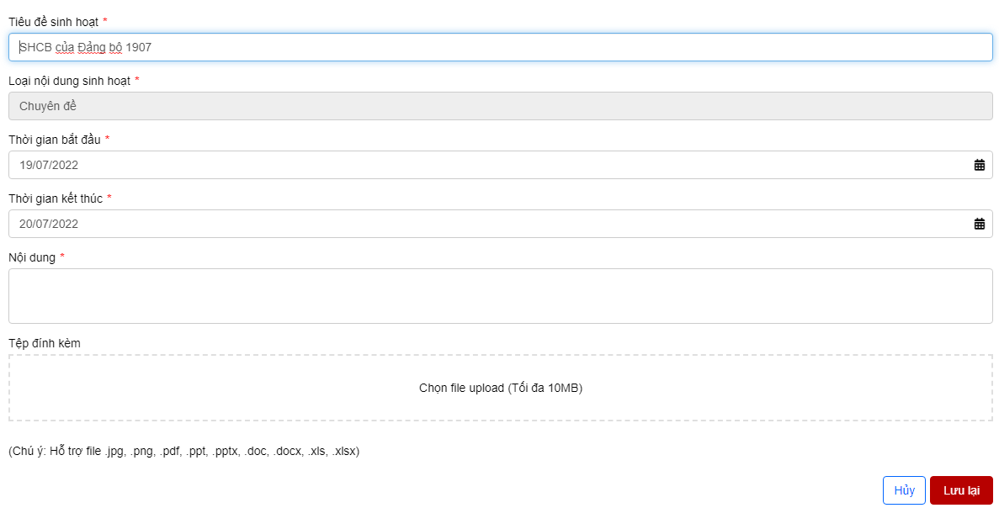 Tiêu đề sinh hoạt *
SHCB của Đảng bộ 1907
Loại nội dung sinh hoạt *
Chuyên đề
Thời gian bắt đầu *
19/07/2022
Thời gian kết thúc *
20/07/2022
Nội dung *
Tệp đính kèm
Chọn file upload (Tối đa 10MB)
(Chú ý: Hỗ trợ file .jpg, .png, .pdf, .ppt, .pptx, .doc, .docx, .xls, .xlsx)
Hủy Lưu lại